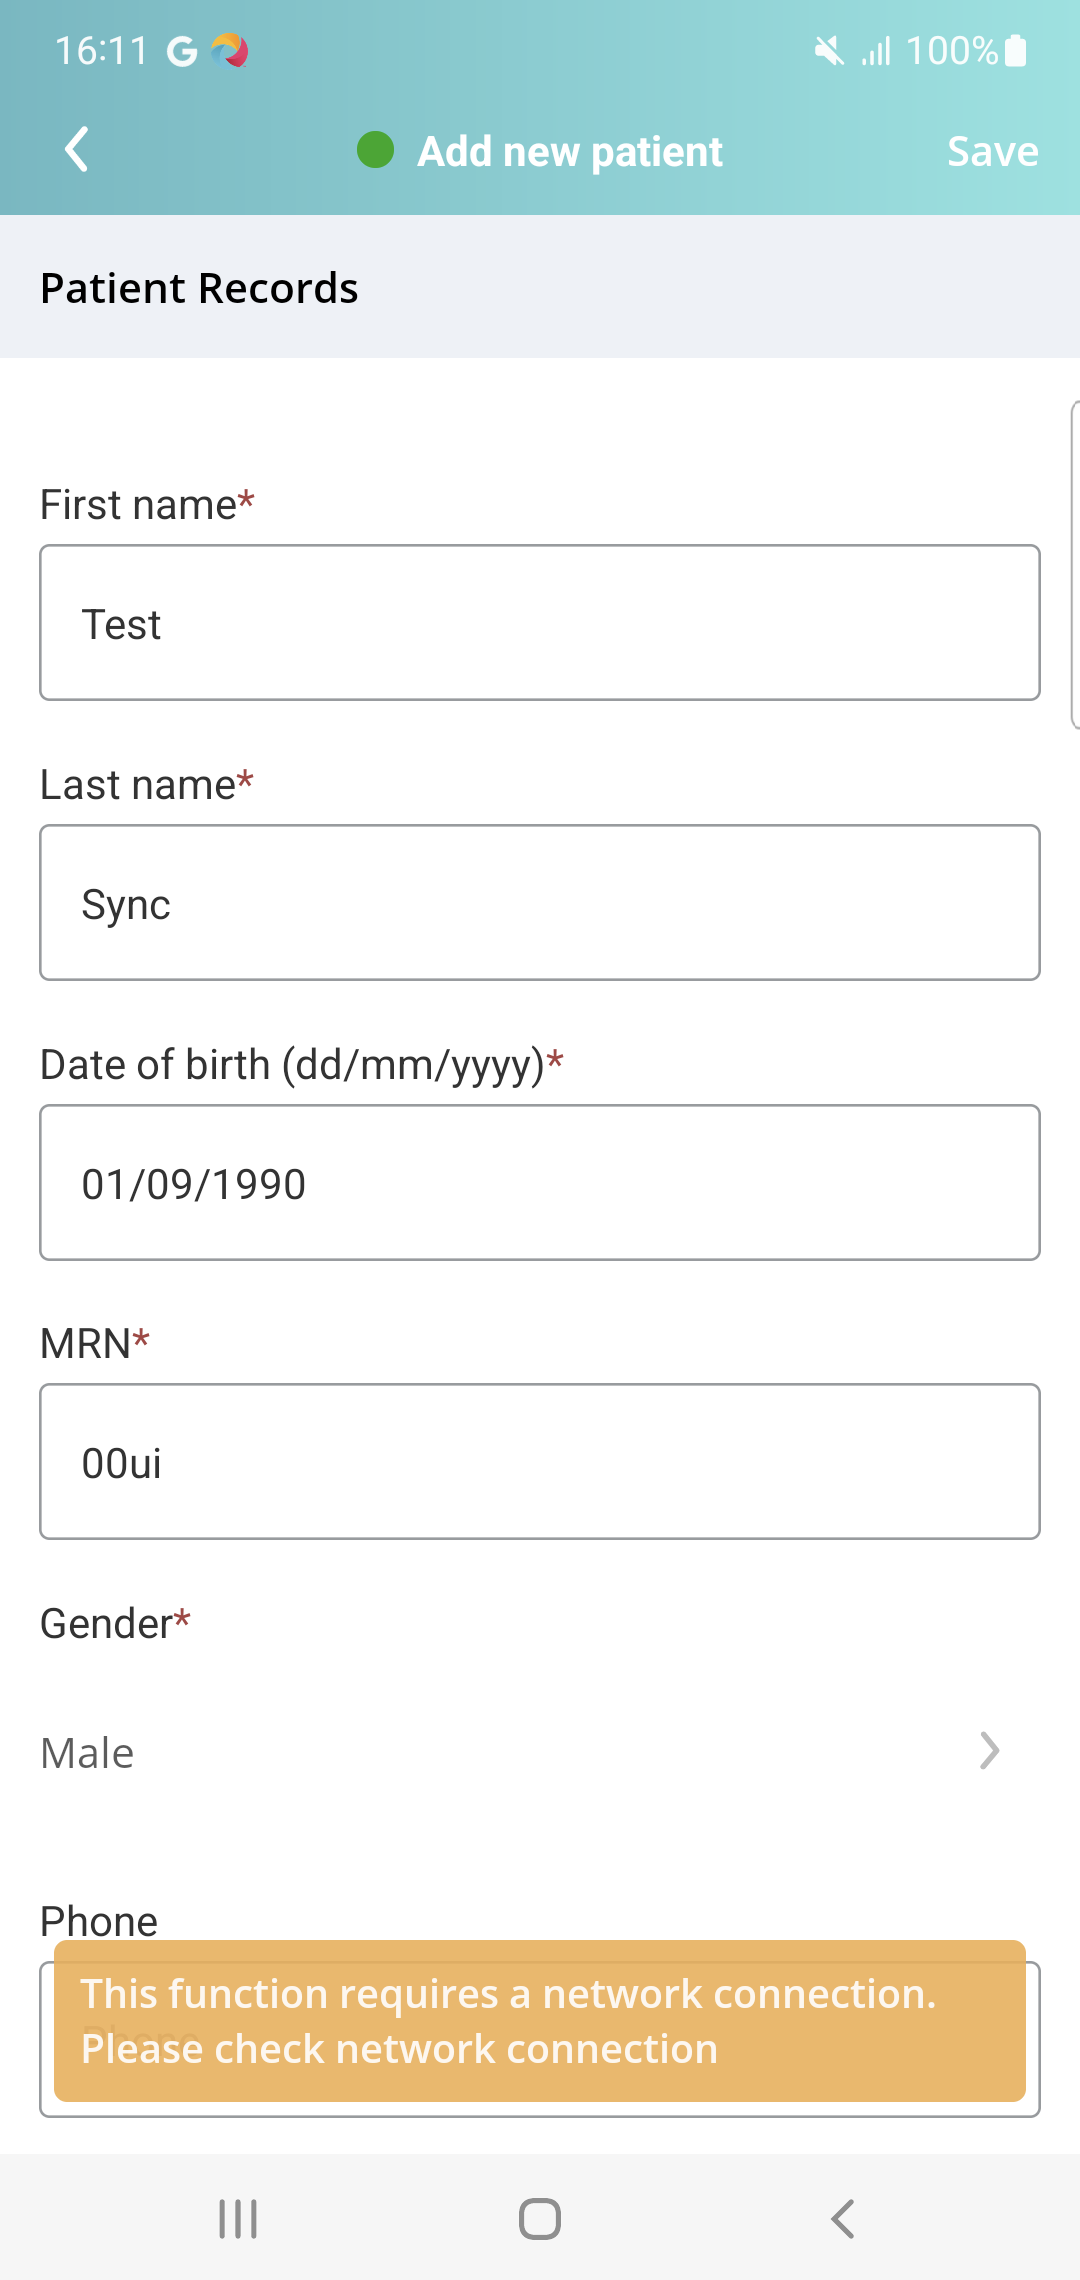 16:11 G 100%
Add new patient Save
Patient Records
First name*
Test
Last name*
Sync
Date of birth (dd/mm/yyyy)*
01/09/1990
MRN*
00ui
Gender*
Male
Phone
Phone
This function requires a network connection.
Please check network connection